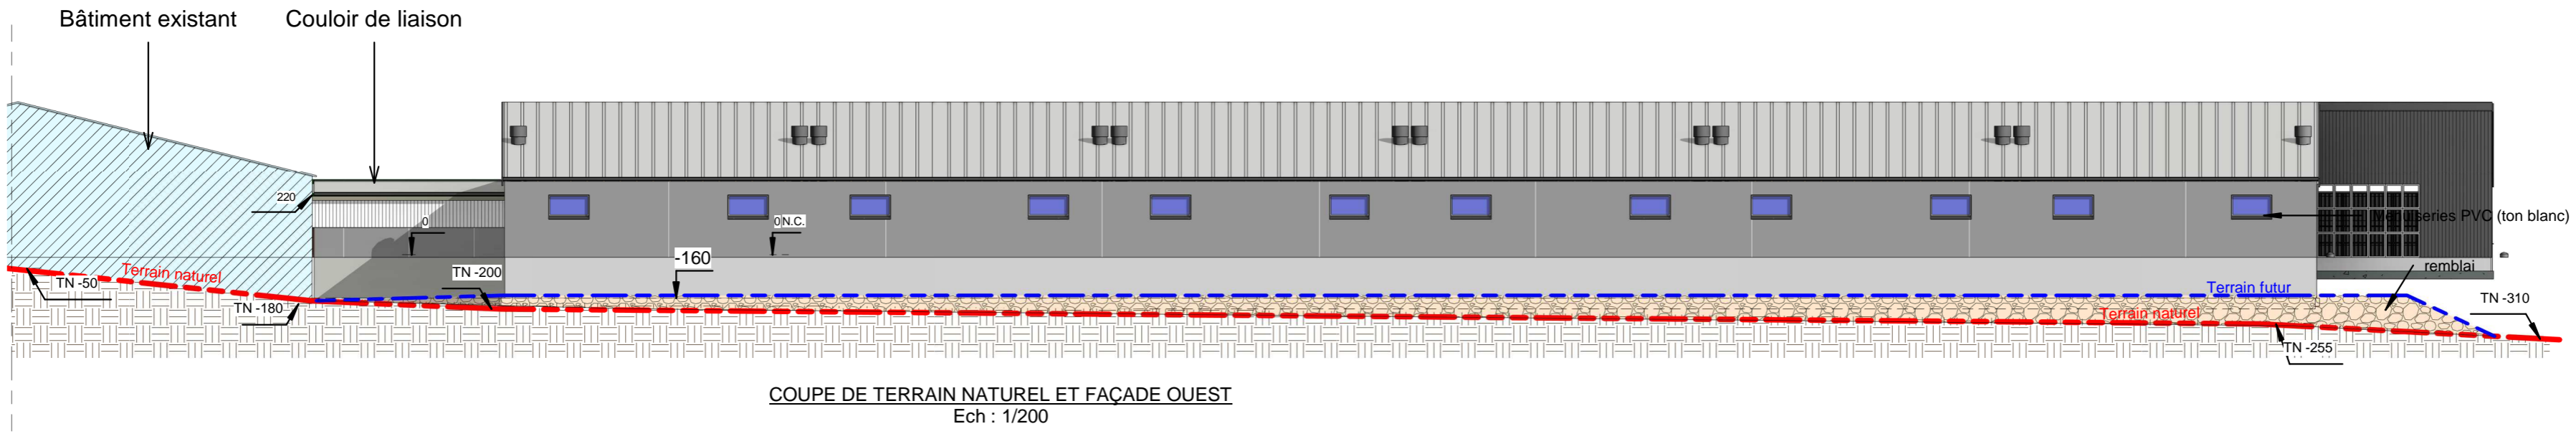 Bâtiment existant
Couloir de liaison
220
0
0 N.C.
Menuiseries PVC (ton blanc)
-160
TN -200
Terrain naturel
TN -50
TN -180
remblai
Terrain futur
TN -310
Terrain naturel
TN -255
COUPE DE TERRAIN NATUREL ET FAÇADE OUEST
Ech : 1/200